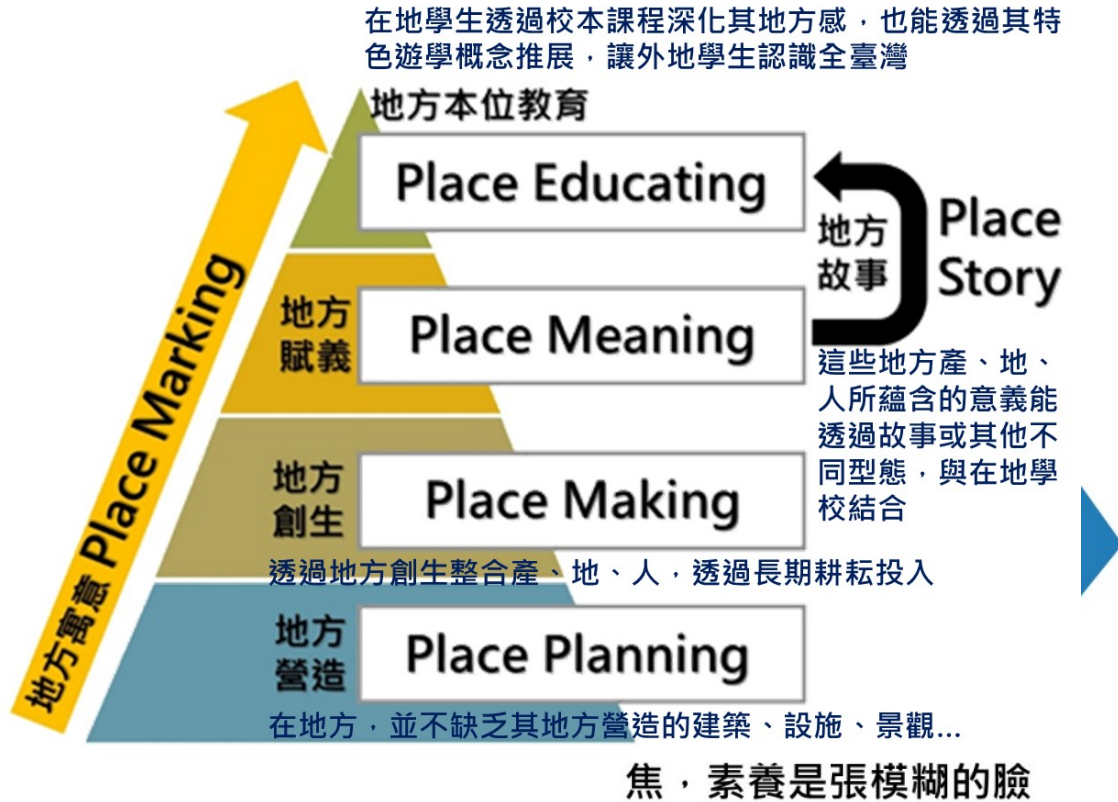 在地學生透過校本課程深化其地方感，也能透過其特
色遊學概念推展，讓外地學生認識全臺灣
地方本位教育
Place Educating
地方
故事
Place
Story
地方
賦義
Place Meaning
這些地方產、地、
人所蘊含的意義能
透過故事或其他不
同型態，與在地學
校結合
地方
創生
Place Making
透過地方創生整合產、地、人，透過長期耕耘投入
地方
營造
Place Planning
在地方，並不缺乏其地方營造的建築、設施、景觀...
地方寓意 Place Marking
焦，素養是張模糊的臉